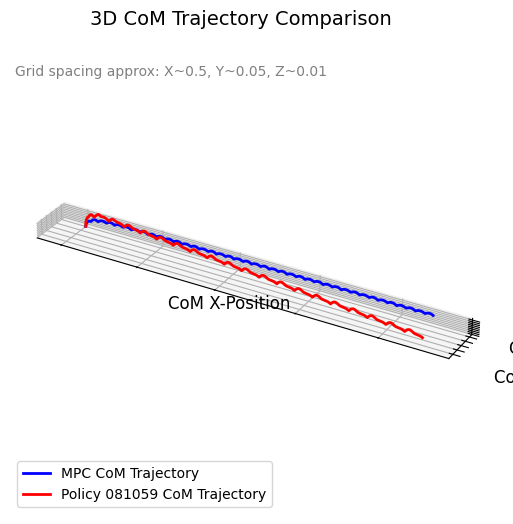 3D CoM Trajectory Comparison
Grid spacing approx: X~0.5, Y~0.05, Z~0.01
CoM X-Position
MPC CoM Trajectory
Policy 081059 CoM Trajectory